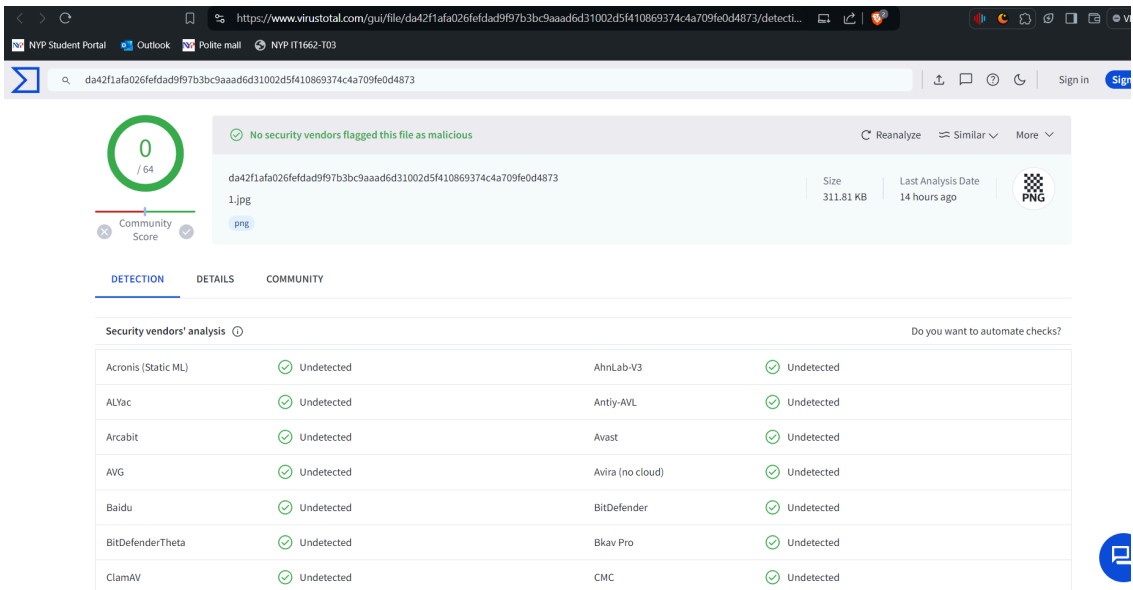 https://www.virustotal.com/gui/file/da42f1afa026fefdad9f97b3bc9aaad6d31002d5f410869374c4a709fe0d4873/detecti...
NYP Student Portal Outlook Polite mall NYP IT1662-T03
da42f1afa026fefdad9f97b3bc9aaad6d31002d5f410869374c4a709fe0d4873 Sign in Sign
0
/ 64
Community
Score
No security vendors flagged this file as malicious Reanalyze Similar More
da42f1afa026fefdad9f97b3bc9aaad6d31002d5f410869374c4a709fe0d4873
1.jpg
png
Size Last Analysis Date
311.81 KB 14 hours ago
PNG
DETECTION DETAILS COMMUNITY
Security vendors' analysis Do you want to automate checks?
Acronis (Static ML) Undetected AhnLab-V3 Undetected
ALYac Undetected Antiy-AVL Undetected
Arcabit Undetected Avast Undetected
AVG Undetected Avira (no cloud) Undetected
Baidu Undetected BitDefender Undetected
BitDefenderTheta Undetected Bkav Pro Undetected
ClamAV Undetected CMC Undetected